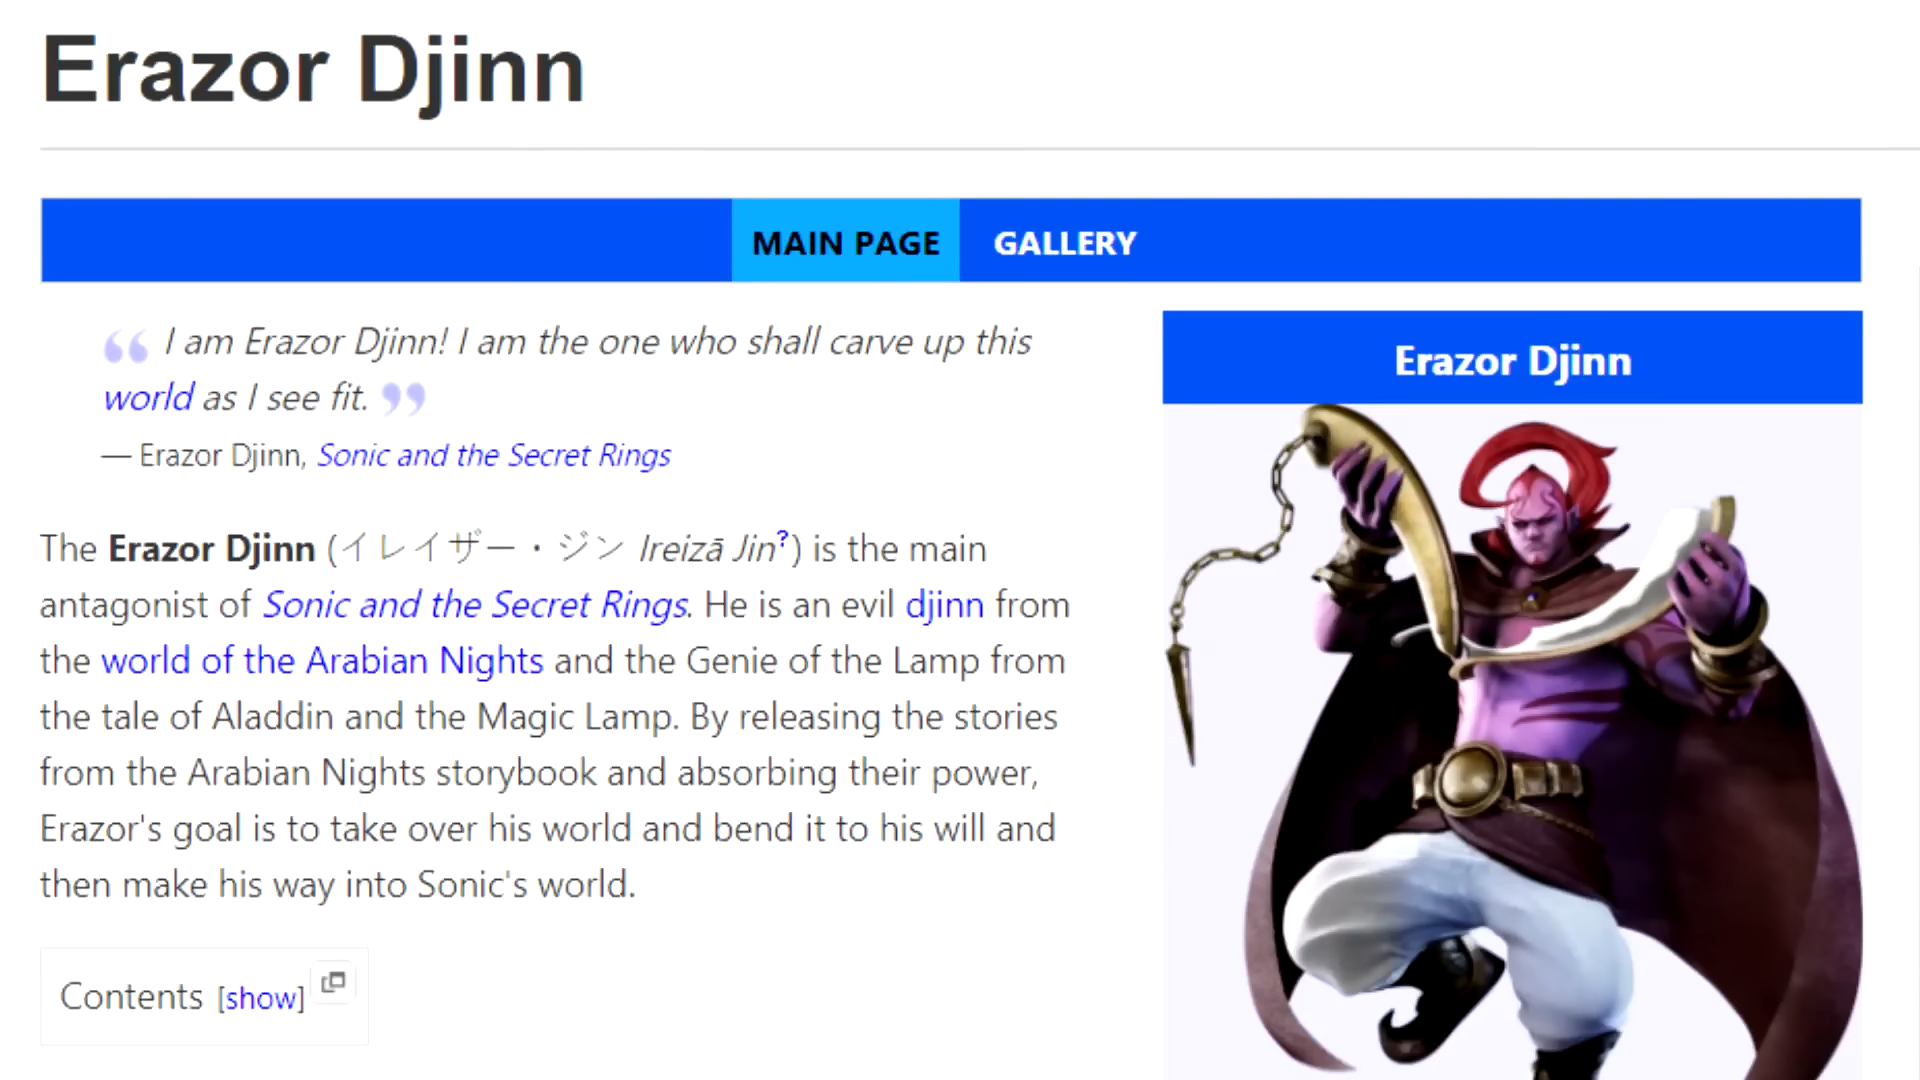 Erazor Djinn
MAIN PAGE
GALLERY
“ I am Erazor Djinn! I am the one who shall carve up this
world as I see fit. ”
— Erazor Djinn, Sonic and the Secret Rings
Erazor Djinn
The Erazor Djinn (イレイザー・ジン Ireizā Jin?) is the main
antagonist of Sonic and the Secret Rings. He is an evil djinn from
the world of the Arabian Nights and the Genie of the Lamp from
the tale of Aladdin and the Magic Lamp. By releasing the stories
from the Arabian Nights storybook and absorbing their power,
Erazor's goal is to take over his world and bend it to his will and
then make his way into Sonic's world.
Contents [show]